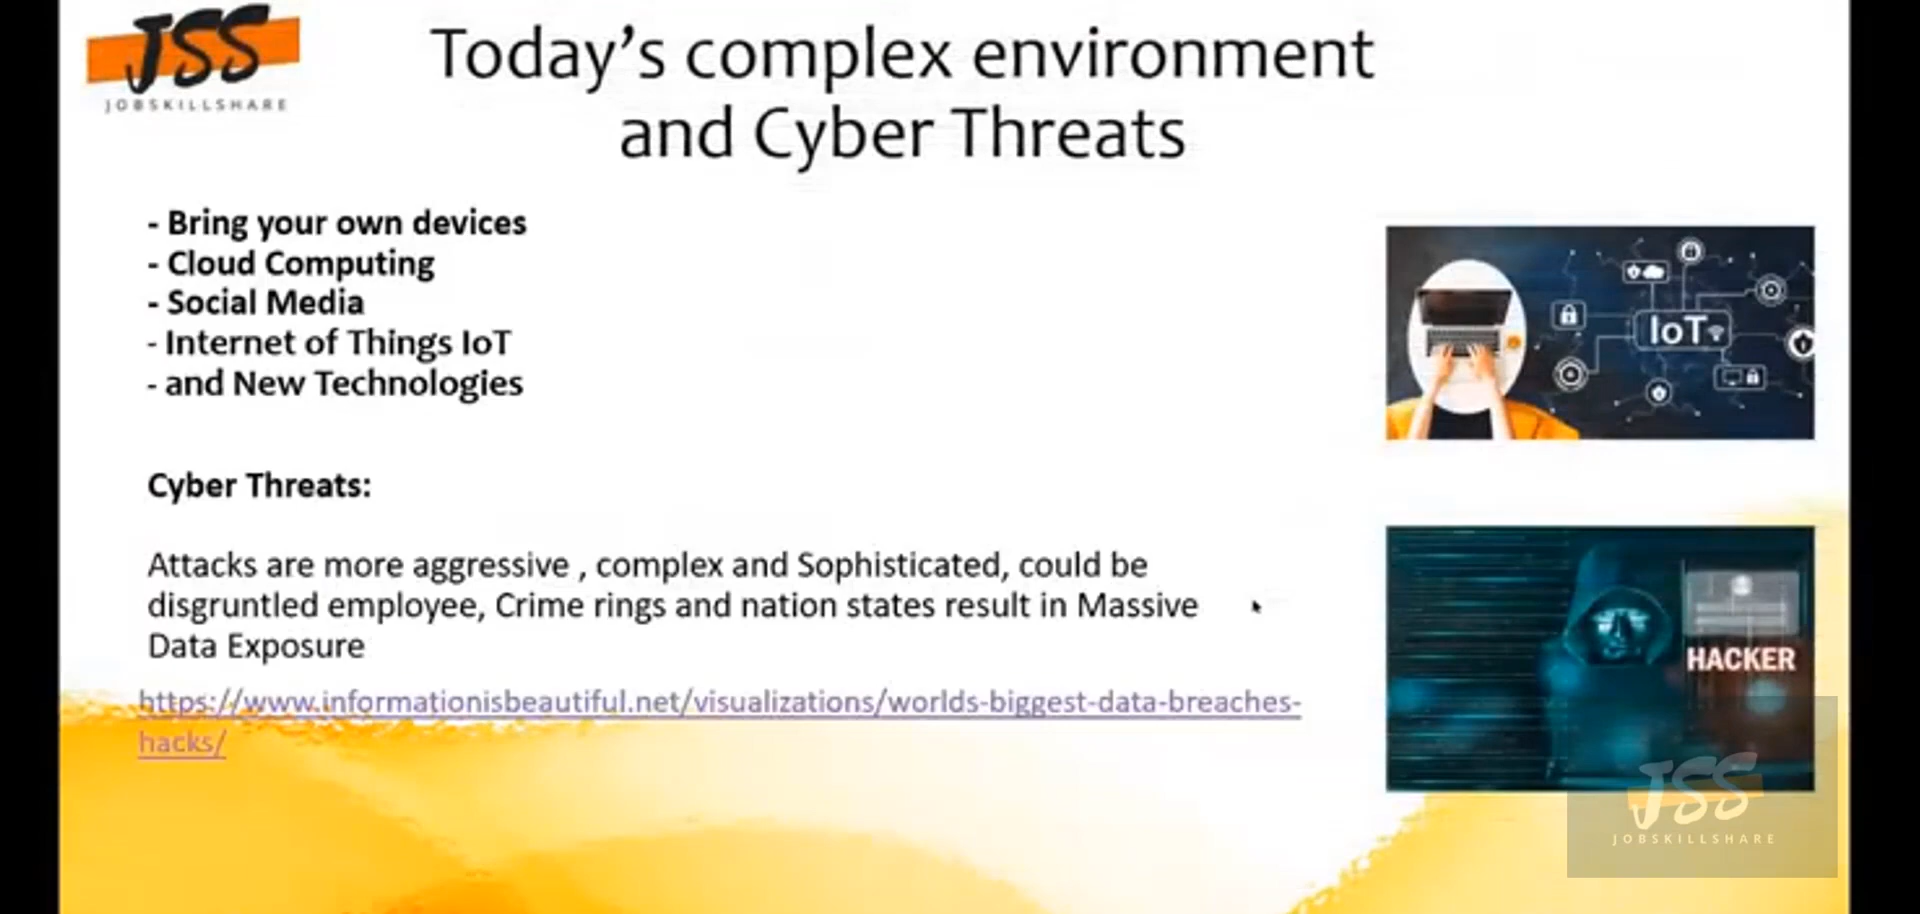 JSS
JOBSKILLSHARE
Today's complex environment
and Cyber Threats
- Bring your own devices
- Cloud Computing
- Social Media
- Internet of Things IoT
- and New Technologies
IoT
Cyber Threats:
Attacks are more aggressive , complex and Sophisticated, could be
disgruntled employee, Crime rings and nation states result in Massive
Data Exposure
https://www.informationisbeautiful.net/visualizations/worlds-biggest-data-breaches-
hacks/
HACKER
JSS
JOBSKILLSHARE